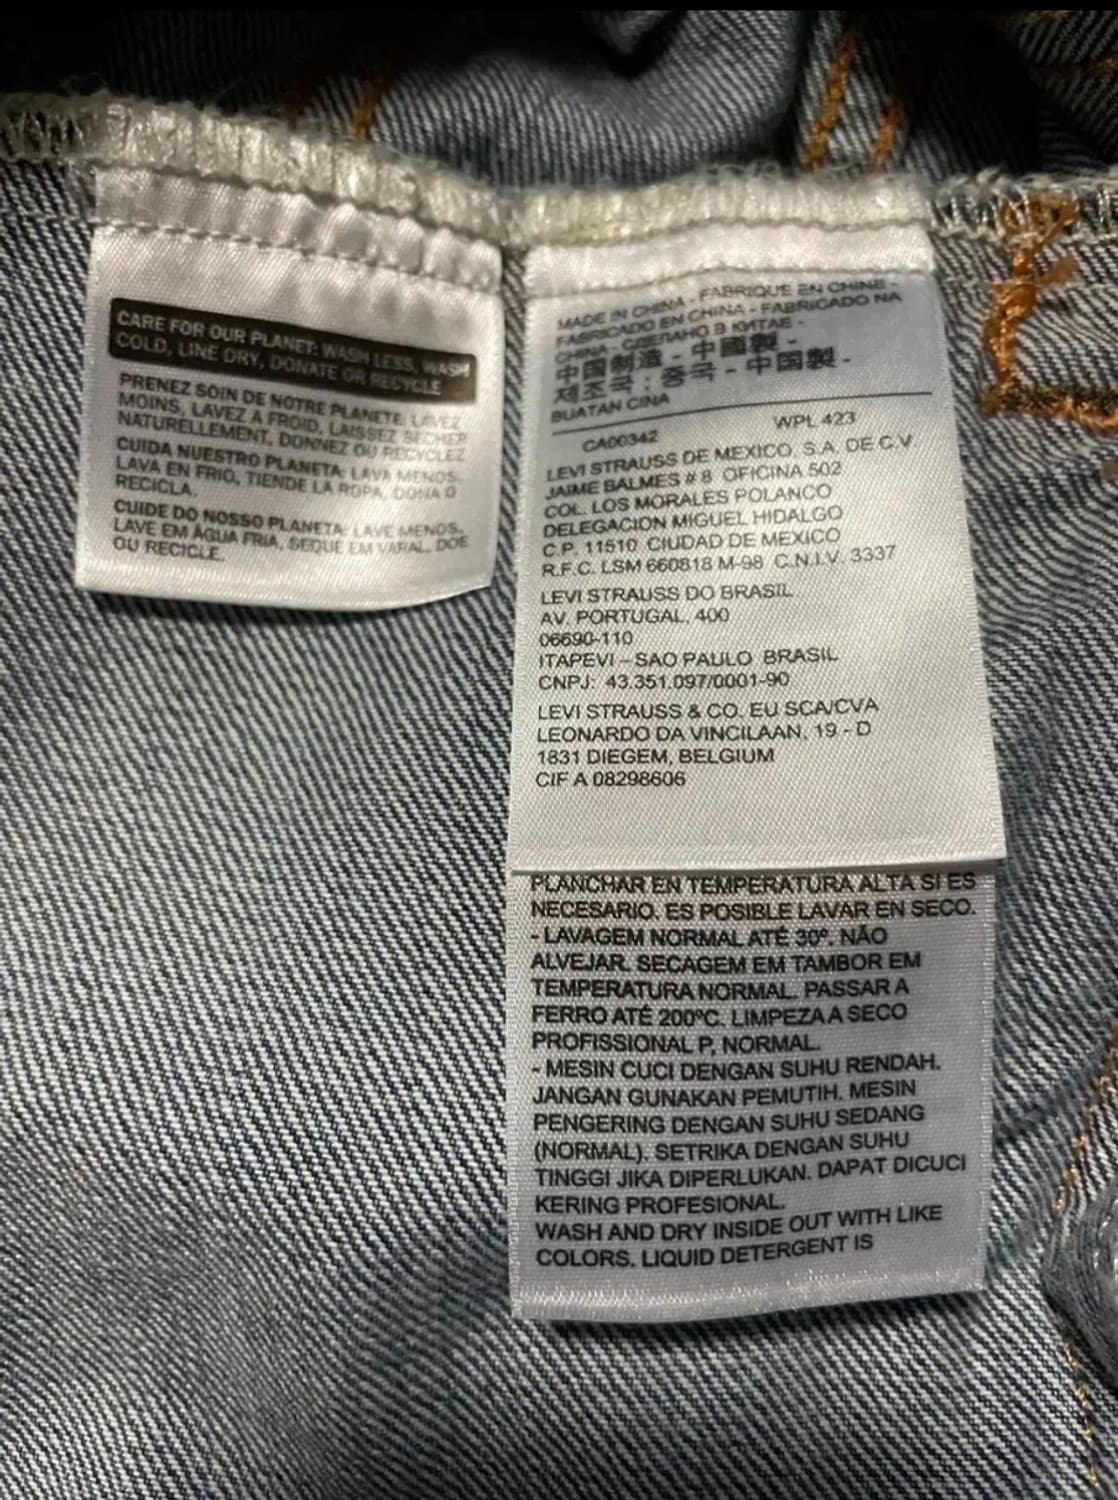 CARE FOR OUR PLANET: WASH LESS, WASH
COLD, LINE DRY, DONATE OR RECYCLE
PRENEZ SOIN DE NOTRE PLANETE: LAVEZ
MOINS, LAVEZ A FROID, LAISSEZ SECHER
NATURELLEMENT, DONNEZ OU RECYCLEZ
CUIDA NUESTRO PLANETA: LAVA MENOS,
LAVA EN FRIO, TIENDE LA ROPA, DONA O
RECICLA.
CUIDE DO NOSSO PLANETA: LAVE MENOS,
LAVE EM ÁGUA FRIA, SEQUE EM VARAL, DOE
OU RECICLE.
MADE IN CHINA - FABRIQUE EN CHINE -
FABRICADO EN CHINA - FABRICADO NA
CHINA - СДЕЛАНО В КИТАЕ -
中国制造 - 中國製 -
제조국 : 중국 - 中国製 -
BUATAN CINA
CA00342 WPL 423
LEVI STRAUSS DE MEXICO, S.A. DE C.V
JAIME BALMES # 8 OFICINA 502
COL. LOS MORALES POLANCO
DELEGACION MIGUEL HIDALGO
C.P. 11510 CIUDAD DE MEXICO
R.F.C. LSM 660818 M-98 C.N.I.V. 3337
LEVI STRAUSS DO BRASIL
AV. PORTUGAL, 400
06690-110
ITAPEVI – SAO PAULO BRASIL
CNPJ: 43.351.097/0001-90
LEVI STRAUSS & CO. EU SCA/CVA
LEONARDO DA VINCILAAN, 19 - D
1831 DIEGEM, BELGIUM
CIF A 08298606
PLANCHAR EN TEMPERATURA ALTA SI ES
NECESARIO. ES POSIBLE LAVAR EN SECO.
- LAVAGEM NORMAL ATÉ 30º. NÃO
ALVEJAR. SECAGEM EM TAMBOR EM
TEMPERATURA NORMAL. PASSAR A
FERRO ATÉ 200ºC. LIMPEZA A SECO
PROFISSIONAL P, NORMAL.
- MESIN CUCI DENGAN SUHU RENDAH.
JANGAN GUNAKAN PEMUTIH. MESIN
PENGERING DENGAN SUHU SEDANG
(NORMAL). SETRIKA DENGAN SUHU
TINGGI JIKA DIPERLUKAN. DAPAT DICUCI
KERING PROFESIONAL.
WASH AND DRY INSIDE OUT WITH LIKE
COLORS. LIQUID DETERGENT IS